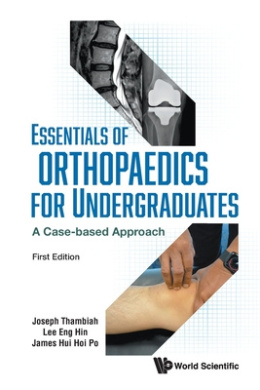 ESSENTIALS OF
ORTHOPAEDICS
FOR UNDERGRADUATES
A Case-based Approach
First Edition
Joseph Thambiah
Lee Eng Hin
James Hui Hoi Po
World Scientific